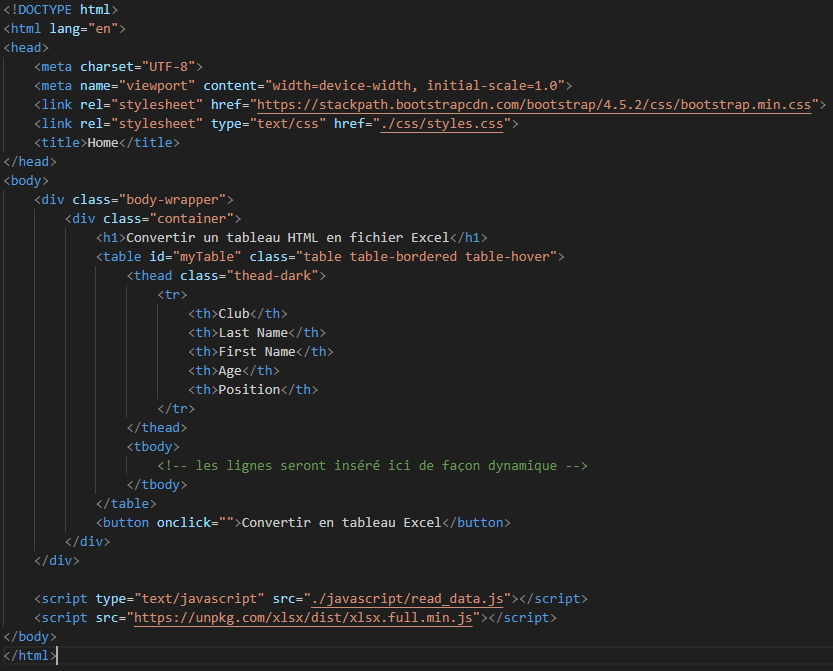 <!DOCTYPE html>
<html lang="en">
<head>
    <meta charset="UTF-8">
    <meta name="viewport" content="width=device-width, initial-scale=1.0">
    <link rel="stylesheet" href="https://stackpath.bootstrapcdn.com/bootstrap/4.5.2/css/bootstrap.min.css">
    <link rel="stylesheet" type="text/css" href="./css/styles.css">
    <title>Home</title>
</head>
<body>
    <div class="body-wrapper">
        <div class="container">
            <h1>Convertir un tableau HTML en fichier Excel</h1>
            <table id="myTable" class="table table-bordered table-hover">
                <thead class="thead-dark">
                    <tr>
                        <th>Club</th>
                        <th>Last Name</th>
                        <th>First Name</th>
                        <th>Age</th>
                        <th>Position</th>
                    </tr>
                </thead>
                <tbody>
                    <!-- les lignes seront inséré ici de façon dynamique -->
                </tbody>
            </table>
            <button onclick="">Convertir en tableau Excel</button>
        </div>
    </div>

    <script type="text/javascript" src="./javascript/read_data.js"></script>
    <script src="https://unpkg.com/xlsx/dist/xlsx.full.min.js"></script>
</body>
</html>